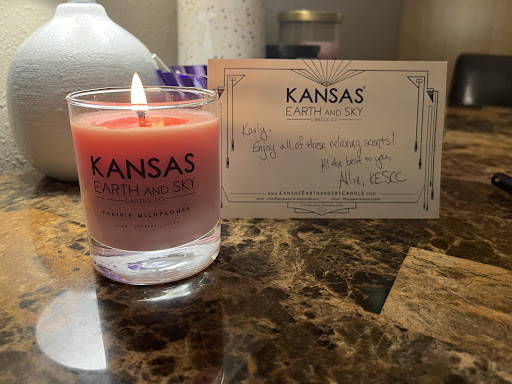 KANSAS
EARTH AND SKY
CANDLE CO.
PRAIRIE WILDFLOWER
KANSAS®
EARTH AND SKY
CANDLE CO.
Karly,
Enjoy all of these relaxing scents!
All the best to you,
Allie, KESCC
WWW.KANSASEARTHANDSKYCANDLE.COM